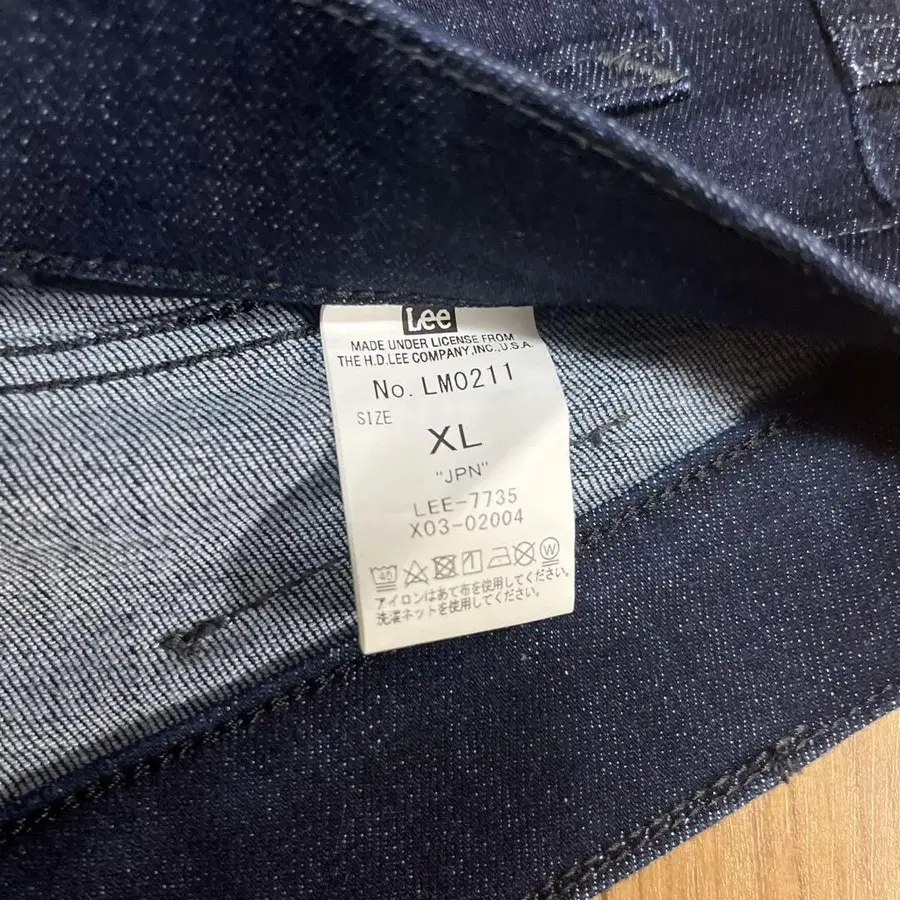 Lee
MADE UNDER LICENSE FROM
THE H.D.LEE COMPANY,INC.,U.S.A.
No. LM0211
SIZE
XL
"JPN"
LEE-7735
X03-02004
40 W
アイロンはあて布を使用してください。
洗濯ネットを使用してください。